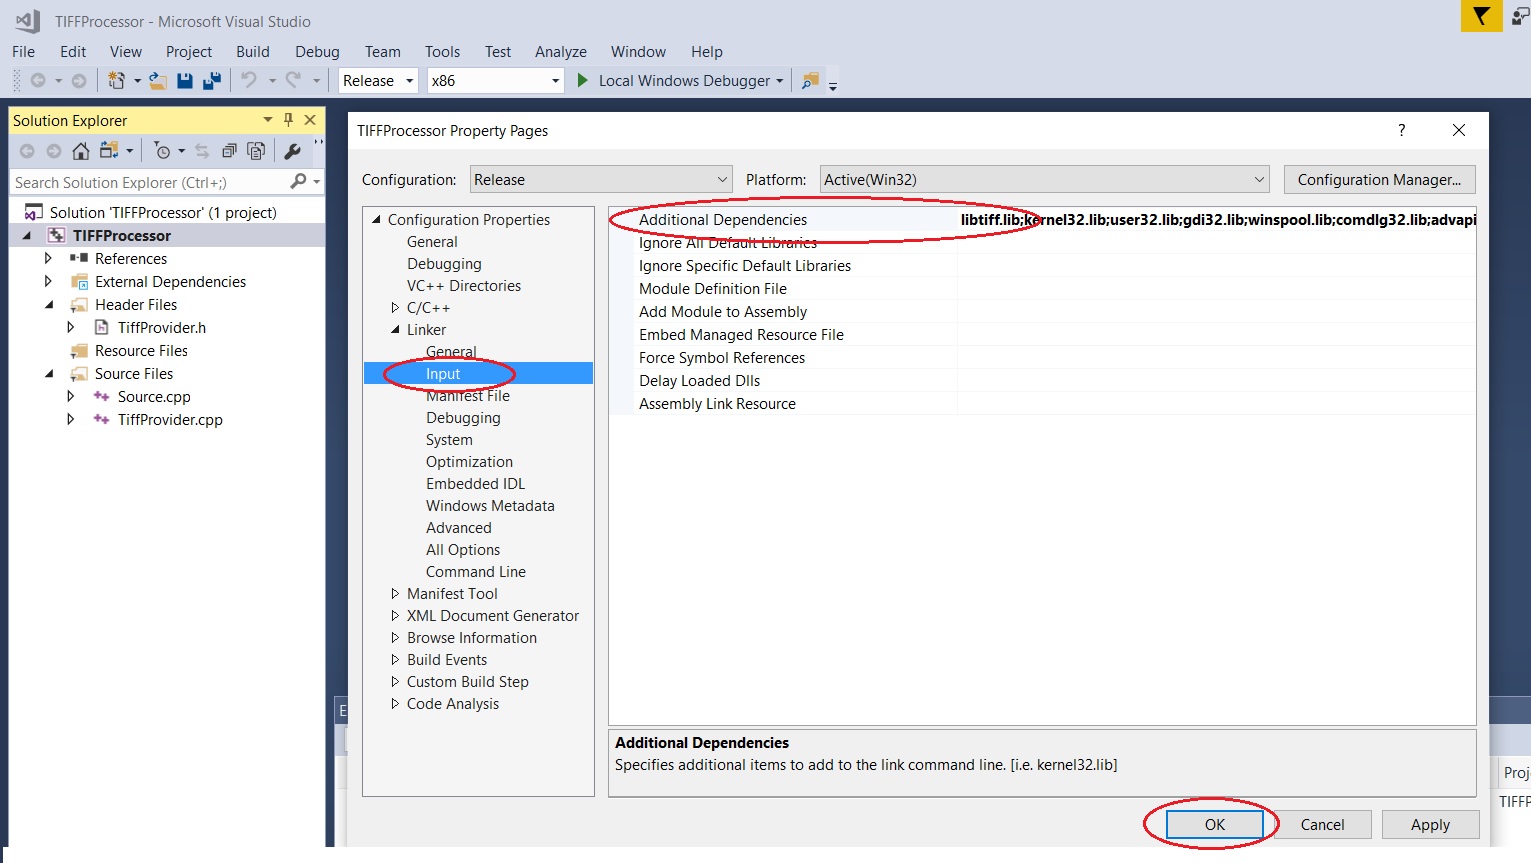 TIFFProcessor - Microsoft Visual Studio
File Edit View Project Build Debug Team Tools Test Analyze Window Help
Release x86 Local Windows Debugger
Solution Explorer
Search Solution Explorer (Ctrl+;)
Solution 'TIFFProcessor' (1 project)
TIFFProcessor
References
External Dependencies
Header Files
TiffProvider.h
Resource Files
Source Files
Source.cpp
TiffProvider.cpp
TIFFProcessor Property Pages
?
Configuration: Release Platform: Active(Win32) Configuration Manager...
Configuration Properties
General
Debugging
VC++ Directories
C/C++
Linker
General
Input
Manifest File
Debugging
System
Optimization
Embedded IDL
Windows Metadata
Advanced
All Options
Command Line
Manifest Tool
XML Document Generator
Browse Information
Build Events
Custom Build Step
Code Analysis
Additional Dependencies libtiff.lib;kernel32.lib;user32.lib;gdi32.lib;winspool.lib;comdlg32.lib;advapi
Ignore All Default Libraries
Ignore Specific Default Libraries
Module Definition File
Add Module to Assembly
Embed Managed Resource File
Force Symbol References
Delay Loaded Dlls
Assembly Link Resource
Additional Dependencies
Specifies additional items to add to the link command line. [i.e. kernel32.lib]
OK Cancel Apply
E
Proj
TIFFP